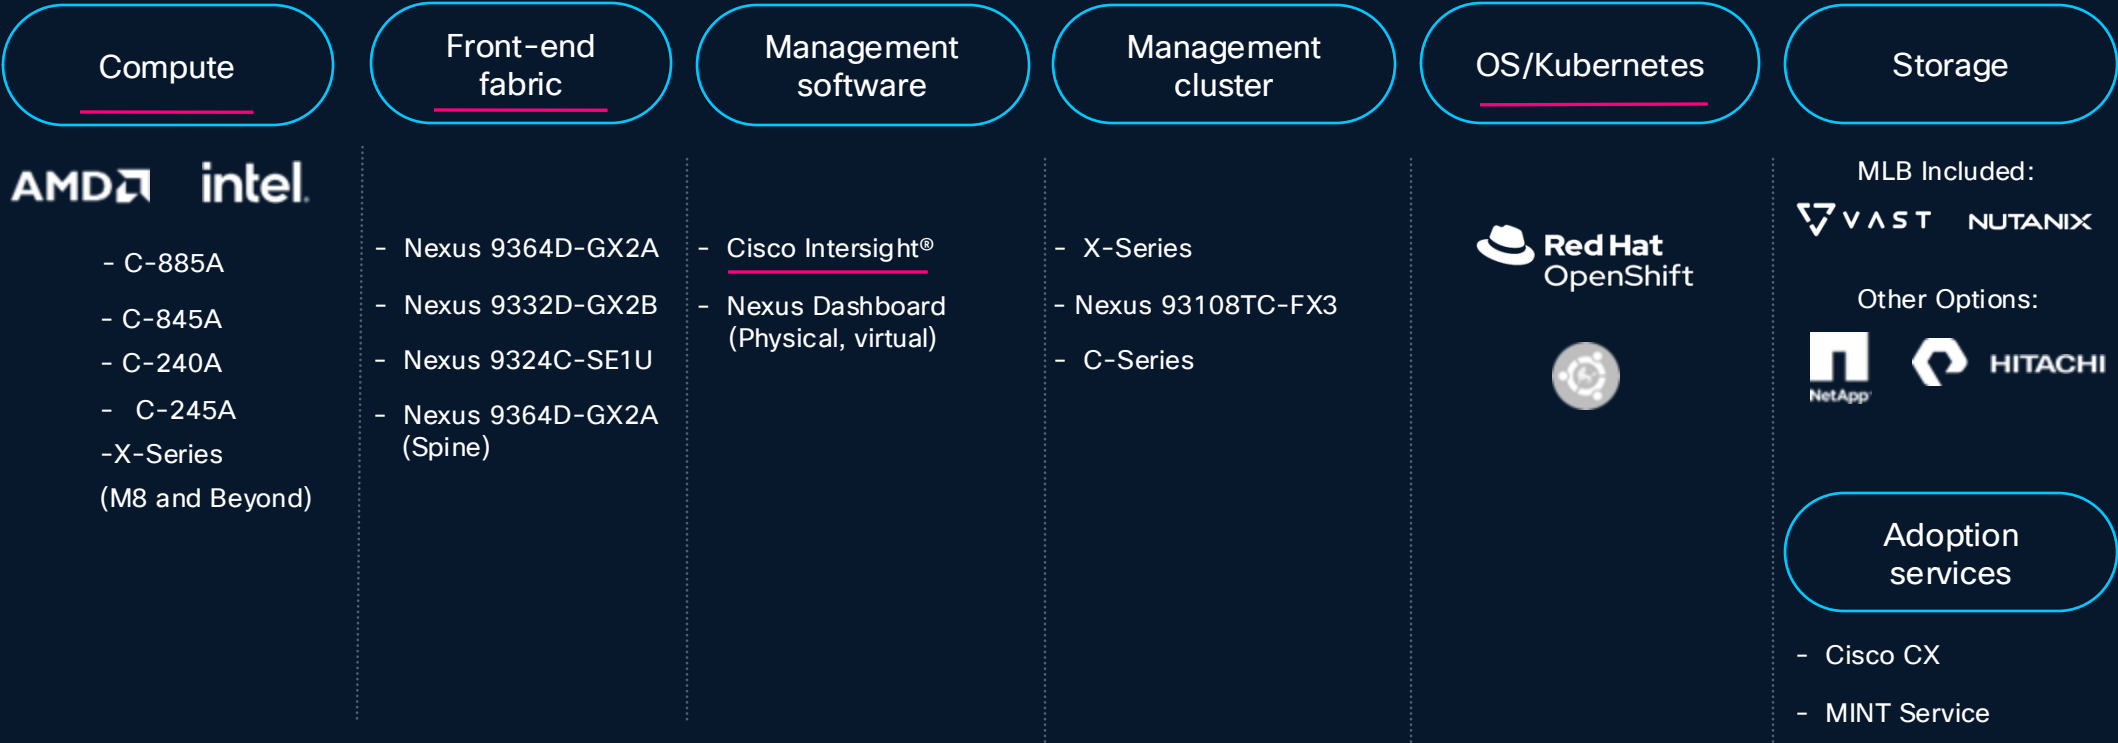 Compute
AMD intel.
- C-885A
- C-845A
- C-240A
- C-245A
-X-Series
(M8 and Beyond)
Front-end
fabric
- Nexus 9364D-GX2A
- Nexus 9332D-GX2B
- Nexus 9324C-SE1U
- Nexus 9364D-GX2A
(Spine)
Management
software
- Cisco Intersight®
- Nexus Dashboard
(Physical, virtual)
Management
cluster
- X-Series
- Nexus 93108TC-FX3
- C-Series
OS/Kubernetes
Red Hat
OpenShift
Storage
MLB Included:
VAST NUTANIX
Other Options:
NetApp
HITACHI
Adoption
services
- Cisco CX
- MINT Service